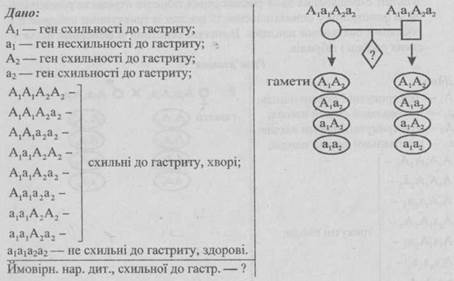 Дано:
A₁ — ген схильності до гастриту;
a₁ — ген несхильності до гастриту;
A₂ — ген схильності до гастриту;
a₂ — ген схильності до гастриту;
A₁A₁A₂A₂ –
A₁A₁A₂a₂ –
A₁A₁a₂a₂ –
A₁a₁A₂A₂ –
A₁a₁A₂a₂ –
A₁a₁a₂a₂ –
a₁a₁A₂A₂ –
a₁a₁A₂a₂ –
схильні до гастриту, хворі;
a₁a₁a₂a₂ — не схильні до гастриту, здорові.
Ймовірн. нар. дит., схильної до гастр. — ?
A₁a₁A₂a₂ A₁a₁A₂a₂
?
гамети A₁A₂ A₁A₂
A₁a₂ A₁a₂
a₁A₂ a₁A₂
a₁a₂ a₁a₂